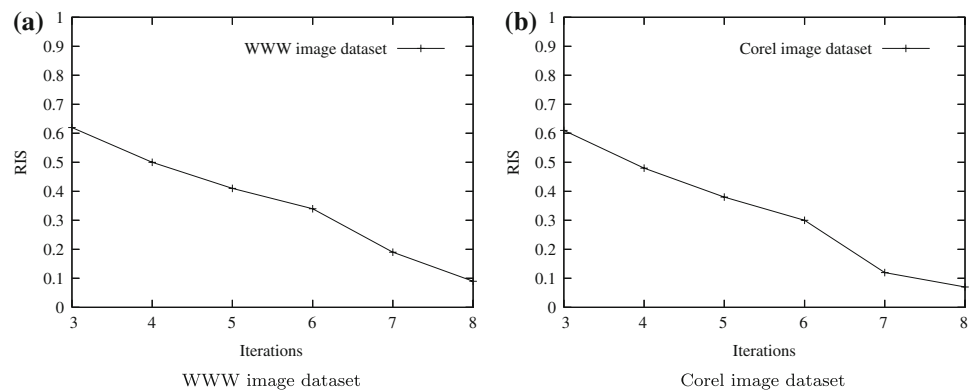 (a)
1
0.9
0.8
0.7
0.6
0.5
0.4
0.3
0.2
0.1
0
RIS
WWW image dataset
3 4 5 6 7 8
Iterations
WWW image dataset
(b)
1
0.9
0.8
0.7
0.6
0.5
0.4
0.3
0.2
0.1
0
RIS
Corel image dataset
3 4 5 6 7 8
Iterations
Corel image dataset